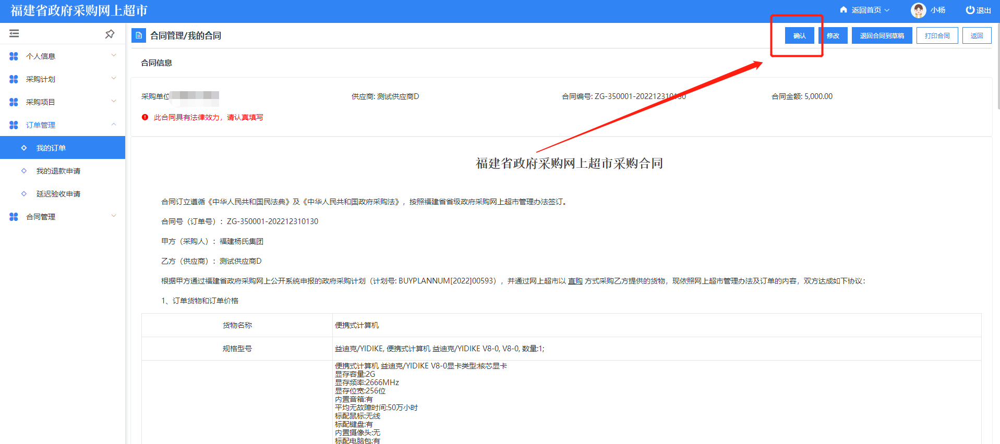 福建省政府采购网上超市
返回首页
小杨
退出
个人信息
采购计划
采购项目
订单管理
我的订单
我的退款申请
延迟验收申请
合同管理
合同管理/我的合同
确认
修改
退回合同到草稿
打印合同
返回
合同信息
采购单位
供应商: 测试供应商D
合同编号: ZG-350001-202212310130
合同金额: 5,000.00
此合同具有法律效力，请认真填写
福建省政府采购网上超市采购合同
合同订立遵循《中华人民共和国民法典》及《中华人民共和国政府采购法》，按照福建省省级政府采购网上超市管理办法签订。
合同号（订单号）：ZG-350001-202212310130
甲方（采购人）：福建杨氏集团
乙方（供应商）：测试供应商D
根据甲方通过福建省政府采购网上公开系统申报的政府采购计划（计划号: BUYPLANNUM[2022]00593），并通过网上超市以 直购 方式采购乙方提供的货物，现依照网上超市管理办法及订单的内容，双方达成如下协议：
1、订单货物和订单价格
货物名称
便携式计算机
规格型号
益迪克/YIDIKE, 便携式计算机 益迪克/YIDIKE V8-0, V8-0, 数量:1;
便携式计算机 益迪克/YIDIKE V8-0显卡类型:核芯显卡
显存容量:2G
显存频率:2666MHz
显存位宽:256位
内置音箱:有
平均无故障时间:50万小时
标配鼠标:无线
标配键盘:有
内置摄像头:无
标配电脑包:有